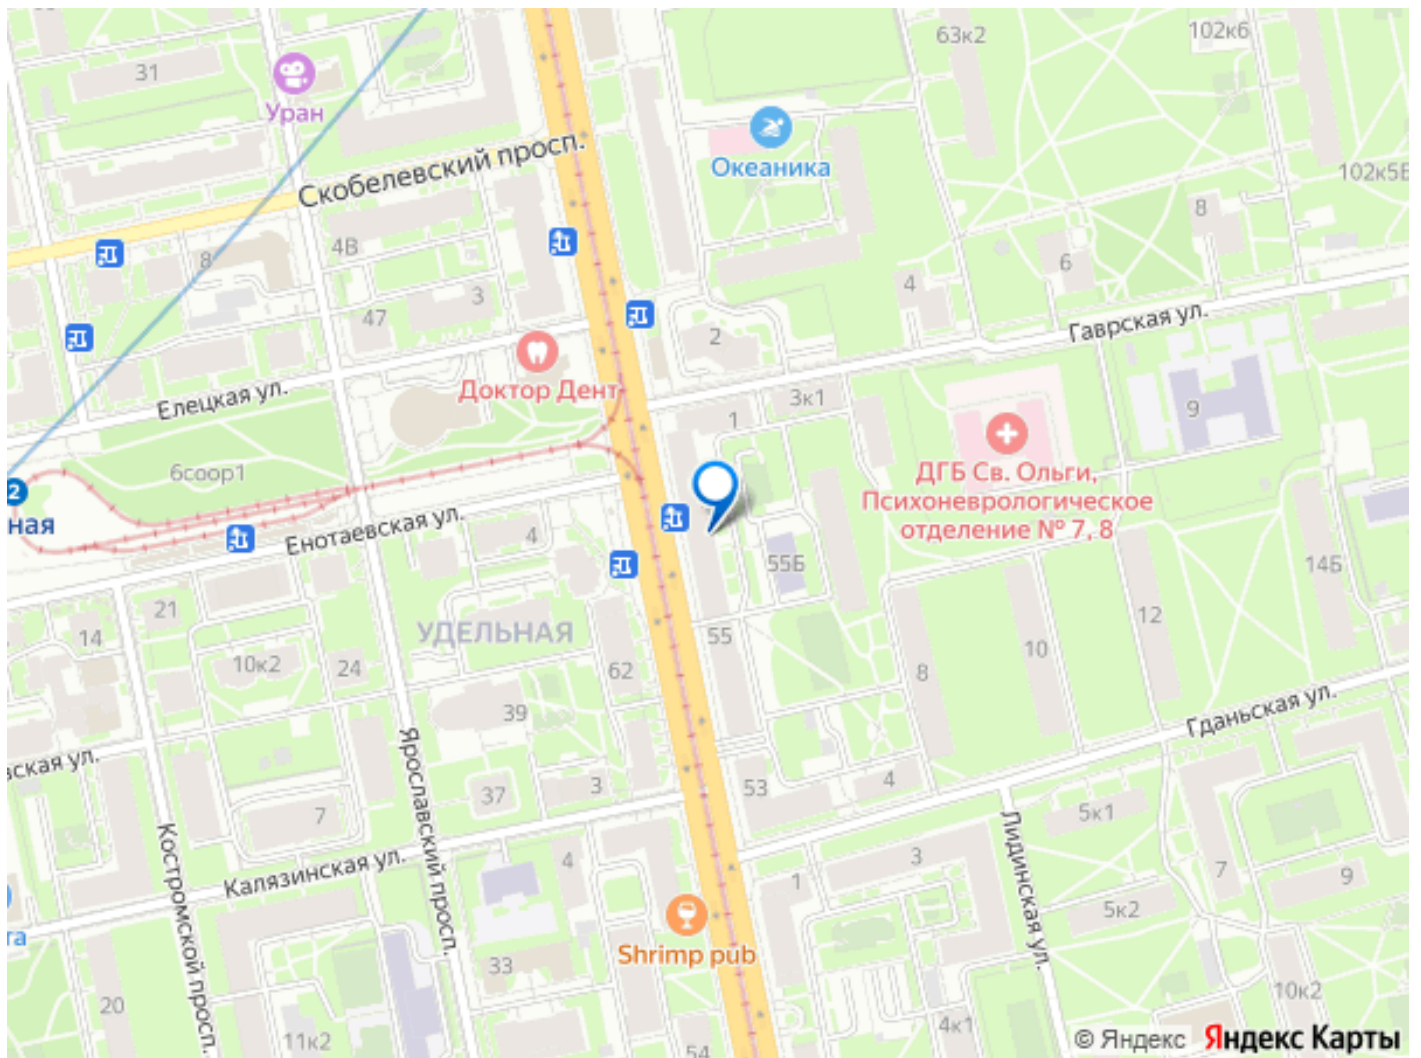 63к2
102к6
31
Уран
Океаника
Скобелевский просп.
102к5Б
8
4В
8
6
4
3
47
2
Гаврская ул.
Доктор Дент
Елецкая ул.
3к1
1
9
6соор1
ДГБ Св. Ольги,
Психоневрологическое
отделение № 7, 8
2
ная
Енотаевская ул.
4
55Б
14Б
21
14
УДЕЛЬНАЯ
55
12
10к2
24
62
8
10
39
Гданьская ул.
ская ул.
Ярославский просп.
37
3
53
4
7
5к1
Костромской просп.
Калязинская ул.
4
3
Лидинская ул.
7
9
1
5к2
та
Shrimp pub
33
20
10к2
11к2
4к1
54
© Яндекс Яндекс Карты